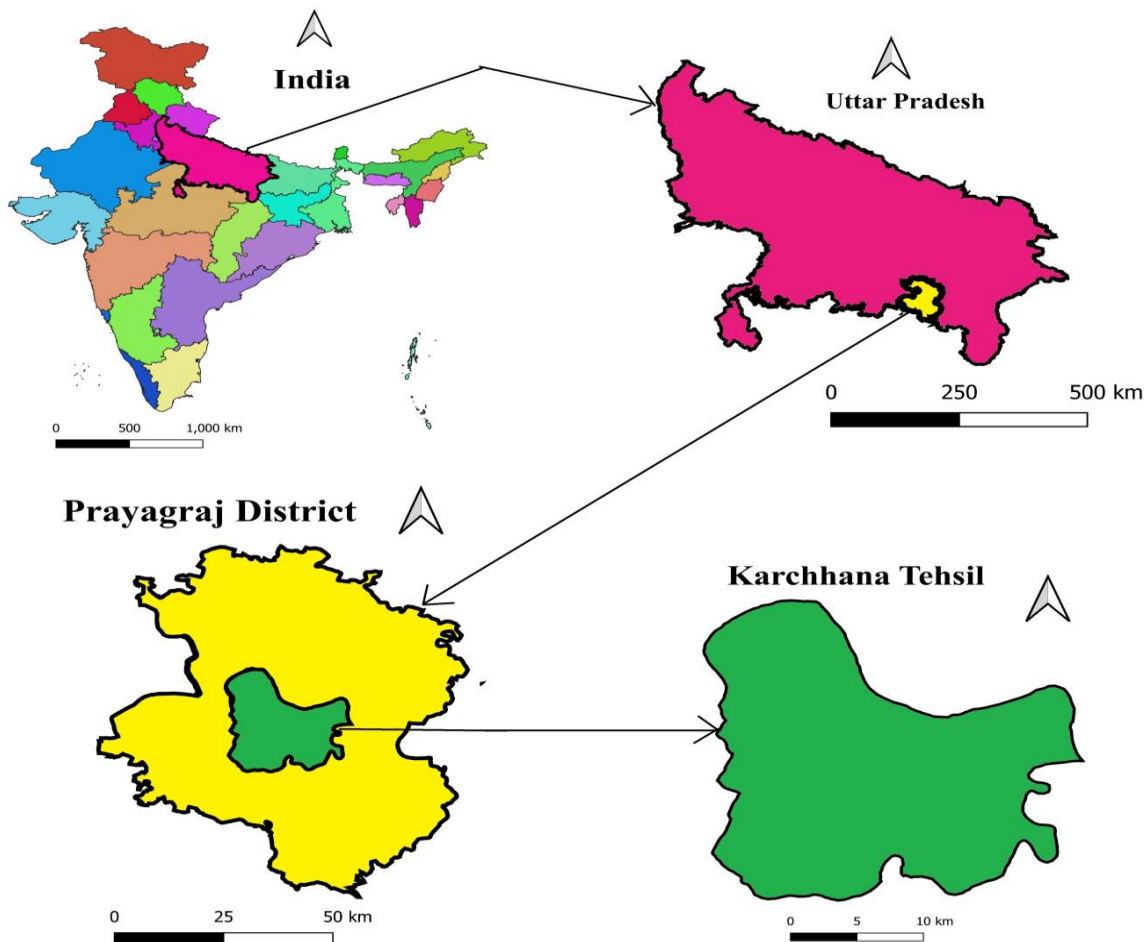 India
Uttar Pradesh
0 500 1,000 km
0 250 500 km
Prayagraj District
Karchhana Tehsil
0 25 50 km
0 5 10 km